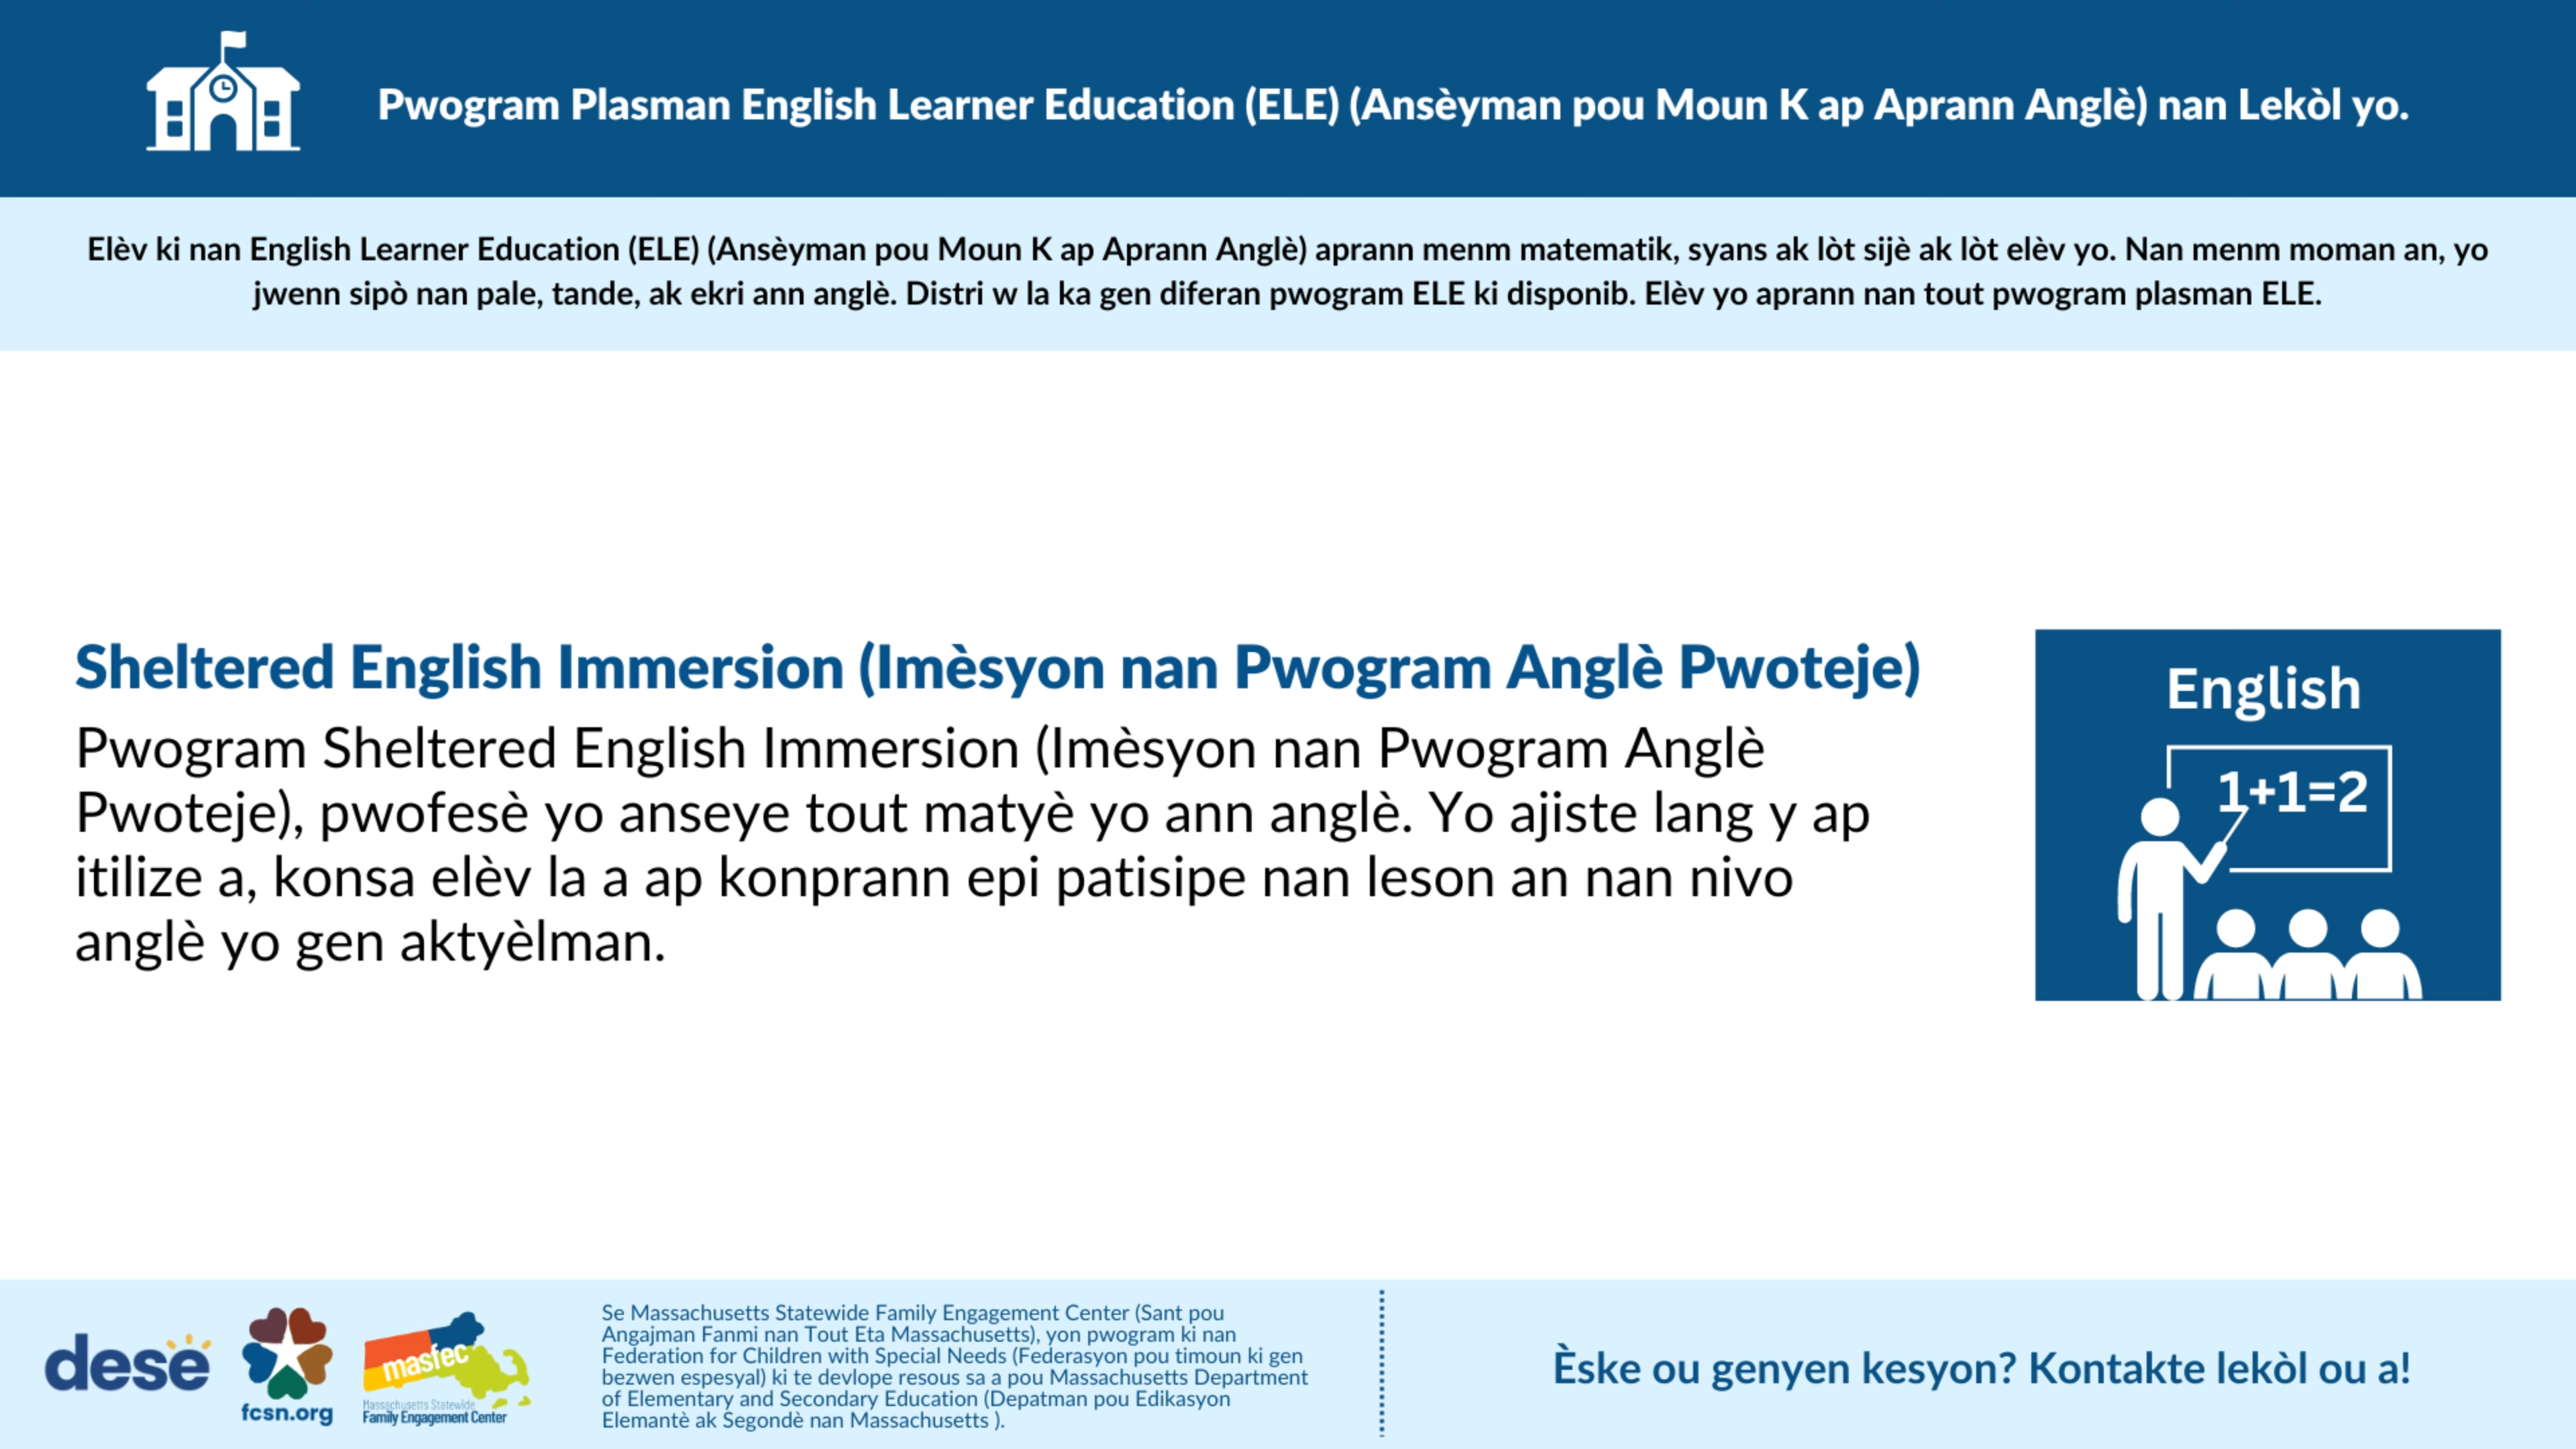 Pwogram Plasman English Learner Education (ELE) (Ansèyman pou Moun K ap Aprann Anglè) nan Lekòl yo.
Elèv ki nan English Learner Education (ELE) (Ansèyman pou Moun K ap Aprann Anglè) aprann menm matematik, syans ak lòt sijè ak lòt elèv yo. Nan menm moman an, yo
jwenn sipò nan pale, tande, ak ekri ann anglè. Distri w la ka gen diferan pwogram ELE ki disponib. Elèv yo aprann nan tout pwogram plasman ELE.
Sheltered English Immersion (Imèsyon nan Pwogram Anglè Pwoteje)
Pwogram Sheltered English Immersion (Imèsyon nan Pwogram Anglè
Pwoteje), pwofesè yo anseye tout matyè yo ann anglè. Yo ajiste lang y ap
itilize a, konsa elèv la a ap konprann epi patisipe nan leson an nan nivo
anglè yo gen aktyèlman.
English
1+1=2
dese
fcsn.org
masfec
Massachusetts Statewide
Family Engagement Center
Se Massachusetts Statewide Family Engagement Center (Sant pou
Angajman Fanmi nan Tout Eta Massachusetts), yon pwogram ki nan
Federation for Children with Special Needs (Federasyon pou timoun ki gen
bezwen espesyal) ki te devlope resous sa a pou Massachusetts Department
of Elementary and Secondary Education (Depatman pou Edikasyon
Elemantè ak Segondè nan Massachusetts ).
Èske ou genyen kesyon? Kontakte lekòl ou a!